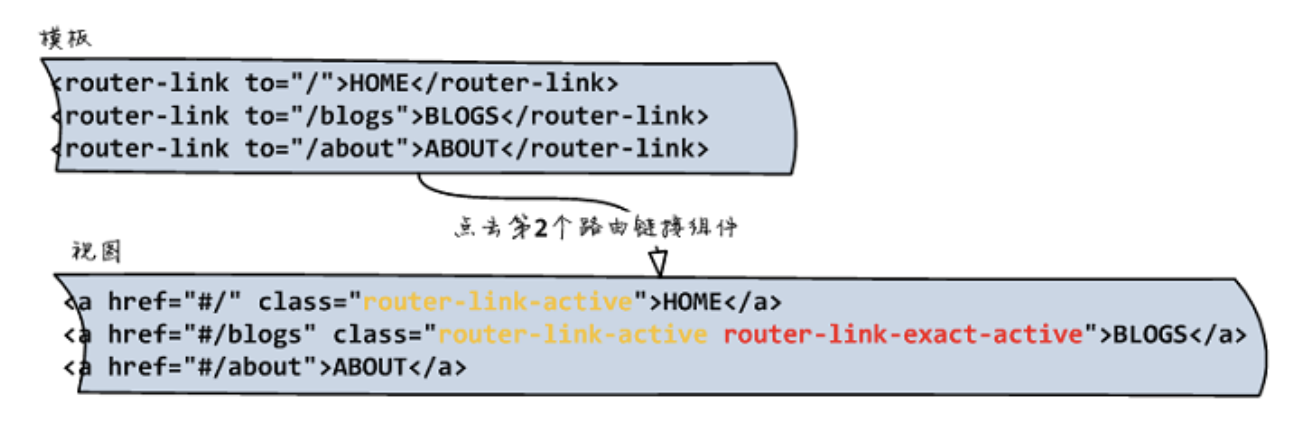 模板
<router-link to="/">HOME</router-link>
<router-link to="/blogs">BLOGS</router-link>
<router-link to="/about">ABOUT</router-link>
点击第2个路由链接组件
视图
<a href="#/" class="router-link-active">HOME</a>
<a href="#/blogs" class="router-link-active router-link-exact-active">BLOGS</a>
<a href="#/about">ABOUT</a>